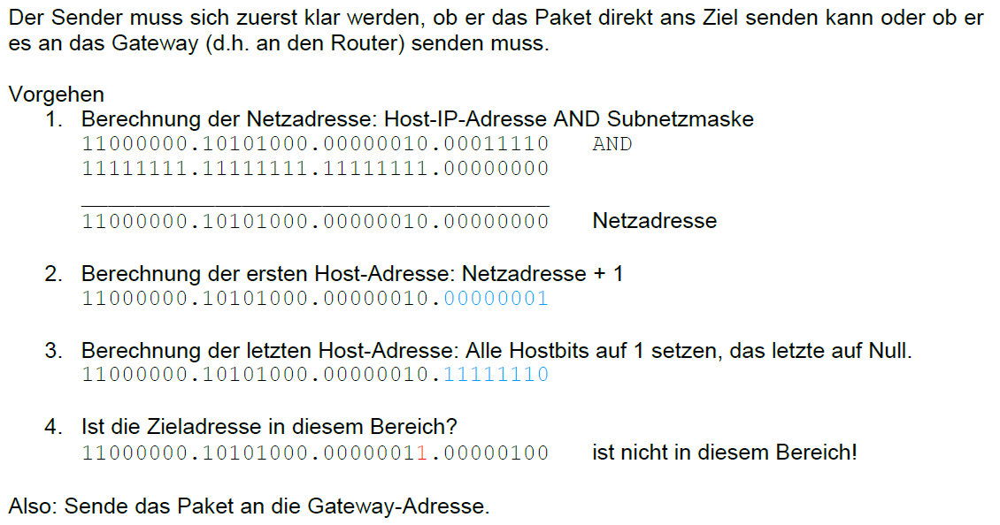 Der Sender muss sich zuerst klar werden, ob er das Paket direkt ans Ziel senden kann oder ob er
es an das Gateway (d.h. an den Router) senden muss.
Vorgehen
1. Berechnung der Netzadresse: Host-IP-Adresse AND Subnetzmaske
11000000.10101000.00000010.00011110 AND
11111111.11111111.11111111.00000000
11000000.10101000.00000010.00000000 Netzadresse
2. Berechnung der ersten Host-Adresse: Netzadresse + 1
11000000.10101000.00000010.00000001
3. Berechnung der letzten Host-Adresse: Alle Hostbits auf 1 setzen, das letzte auf Null.
11000000.10101000.00000010.11111110
4. Ist die Zieladresse in diesem Bereich?
11000000.10101000.00000011.00000100 ist nicht in diesem Bereich!
Also: Sende das Paket an die Gateway-Adresse.